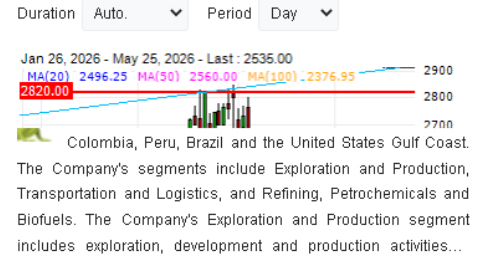 Duration Auto. Period Day
Jan 26, 2026 - May 25, 2026 - Last : 2535.00
MA(20) 2496.25 MA(50) 2560.00 MA(100) 2376.95
2900
2820.00
2800
2700
Colombia, Peru, Brazil and the United States Gulf Coast.
The Company's segments include Exploration and Production,
Transportation and Logistics, and Refining, Petrochemicals and
Biofuels. The Company's Exploration and Production segment
includes exploration, development and production activities...